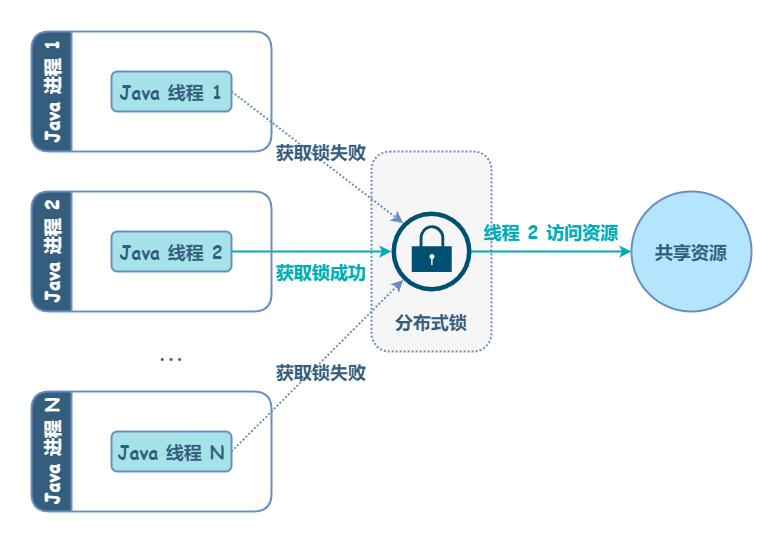 Java 进程 1
Java 线程 1
获取锁失败
Java 进程 2
Java 线程 2
获取锁成功
线程 2 访问资源
共享资源
分布式锁
...
获取锁失败
Java 进程 N
Java 线程 N